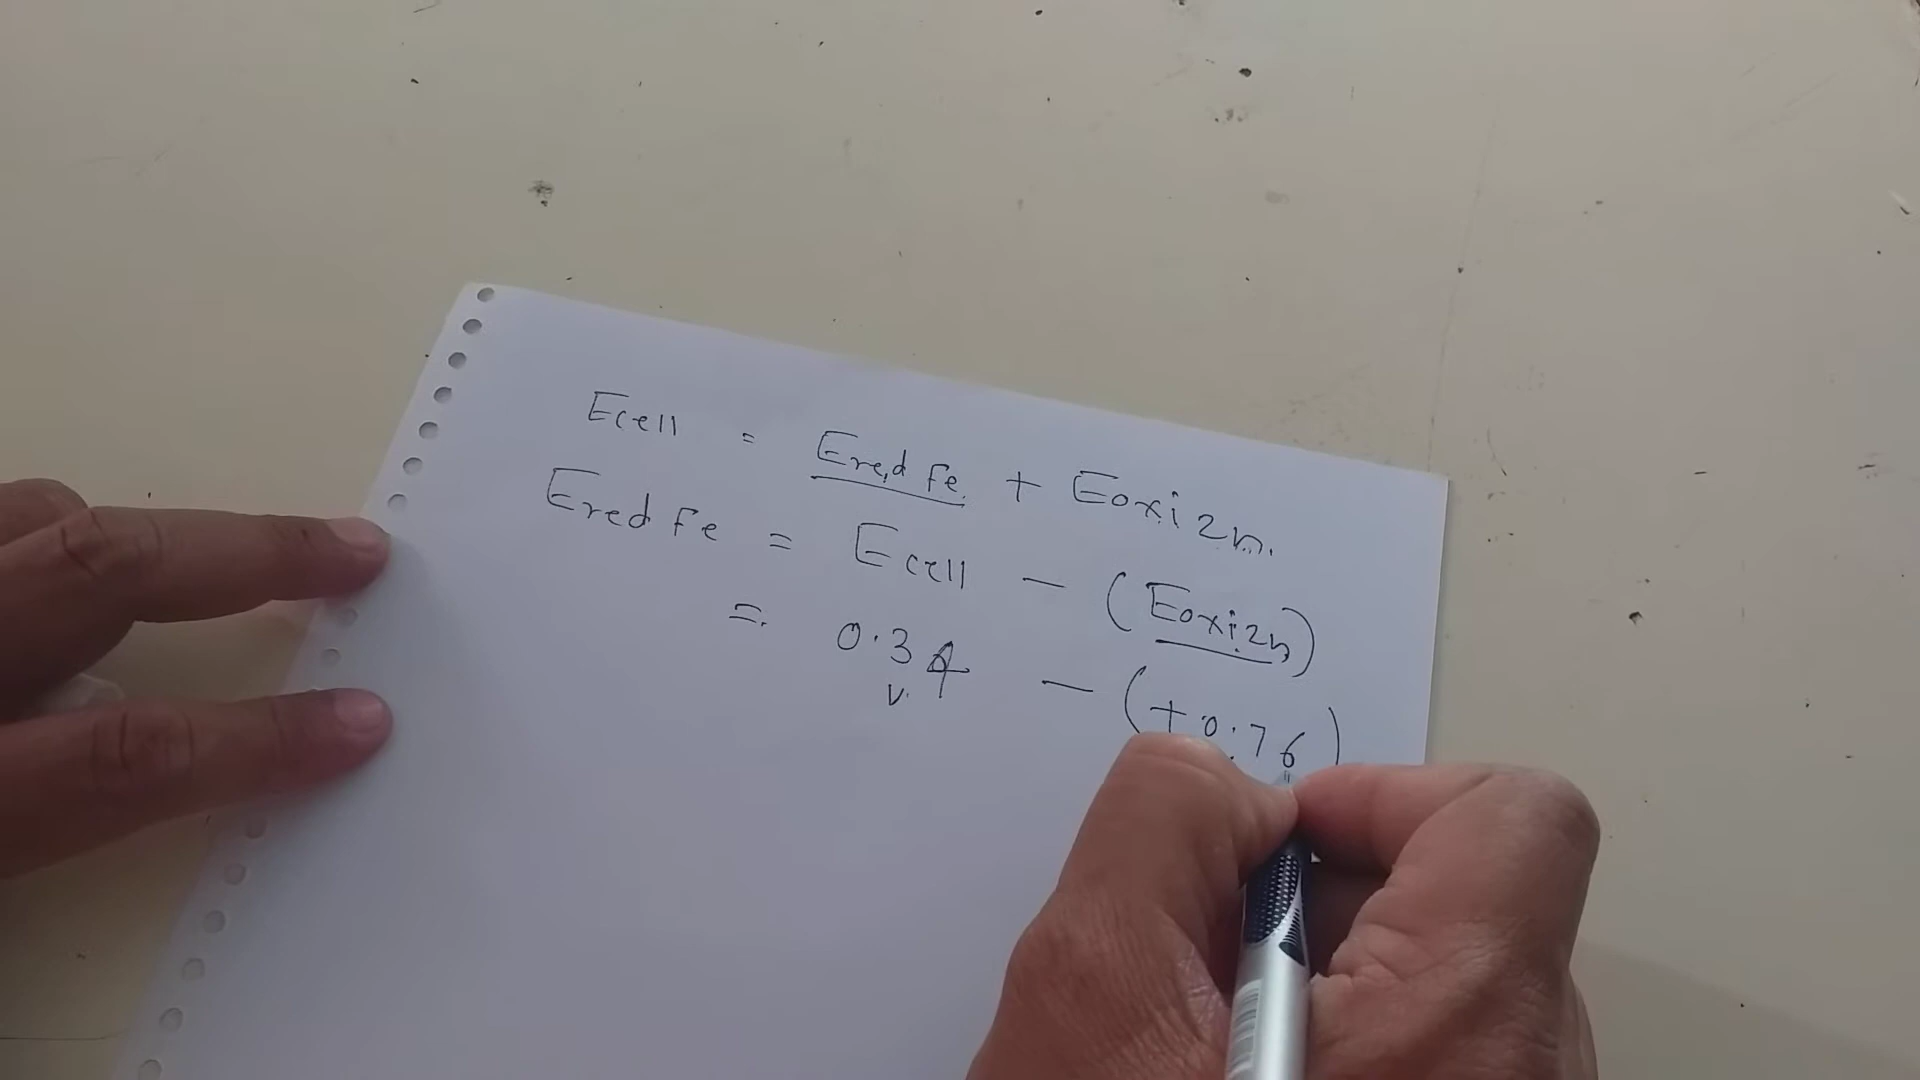 Ecell = Ered Fe + Eoxi Zn.
Ered Fe = Ecell - (Eoxi Zn)
= 0.34 - (+0.76)
V.